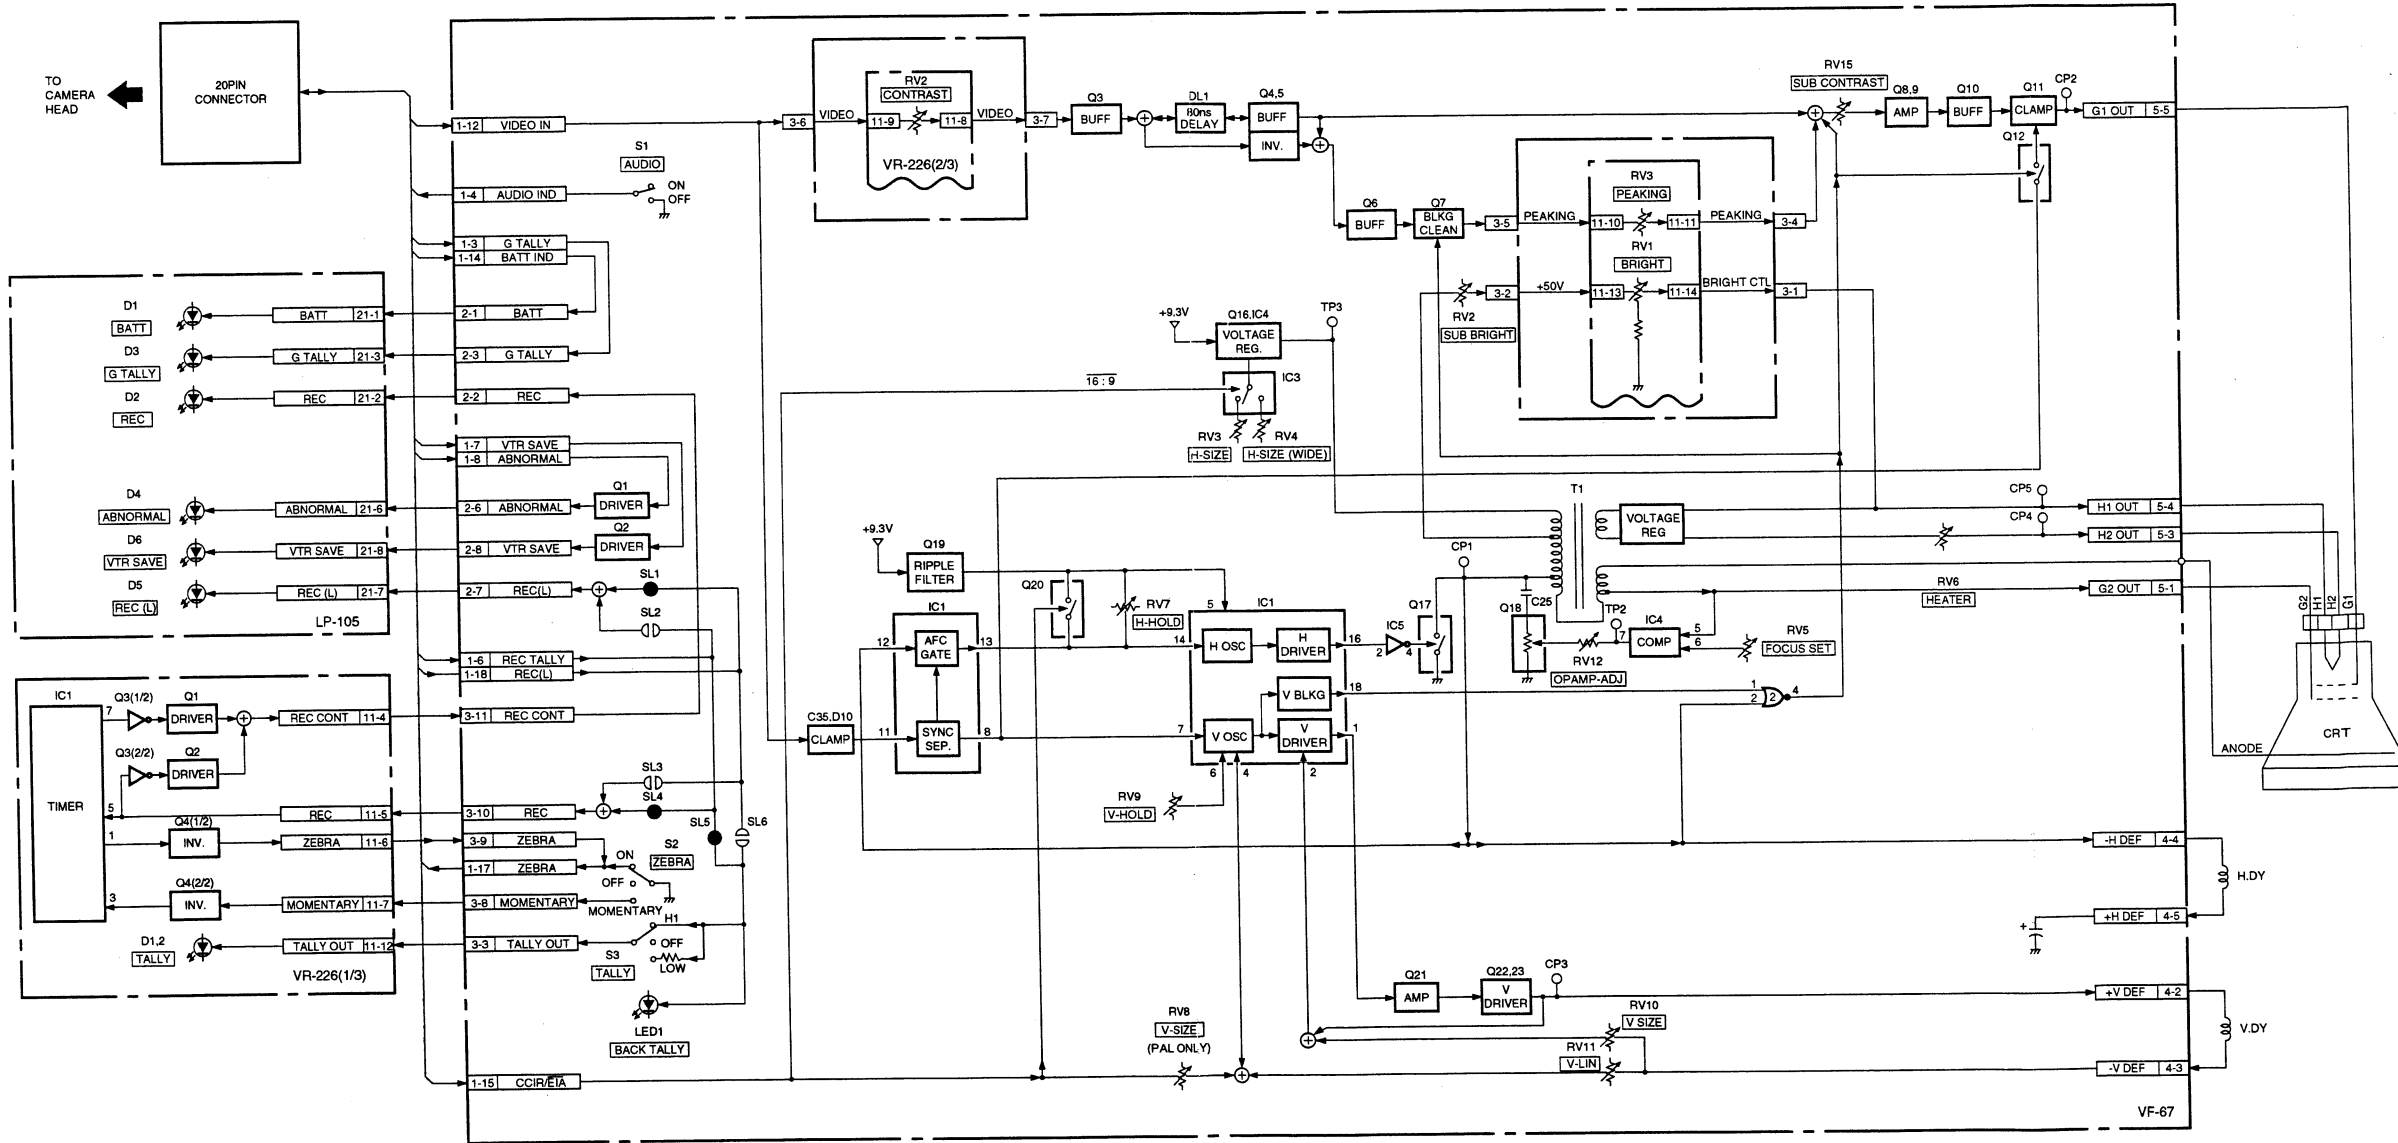 TO
CAMERA
HEAD
20PIN
CONNECTOR
1-12 VIDEO IN
S1
AUDIO
ON
OFF
1-4 AUDIO IND
1-3 G TALLY
1-14 BATT IND
D1
BATT
BATT 21-1
2-1 BATT
D3
G TALLY
G TALLY 21-3
2-3 G TALLY
D2
REC
REC 21-2
2-2 REC
1-7 VTR SAVE
1-8 ABNORMAL
D4
ABNORMAL
ABNORMAL 21-6
2-6 ABNORMAL
Q1
DRIVER
D6
VTR SAVE
VTR SAVE 21-8
2-8 VTR SAVE
Q2
DRIVER
D5
REC (L)
REC (L) 21-7
2-7 REC(L)
SL1
SL2
LP-105
1-6 REC TALLY
1-18 REC(L)
IC1
TIMER
7
Q3(1/2)
Q1
DRIVER
REC CONT 11-4
3-11 REC CONT
Q3(2/2)
Q2
DRIVER
5
REC 11-5
3-10 REC
SL3
SL4
SL5
SL6
1
Q4(1/2)
INV.
ZEBRA 11-6
3-9 ZEBRA
1-17 ZEBRA
S2
ZEBRA
ON
OFF
MOMENTARY
3
Q4(2/2)
INV.
MOMENTARY 11-7
3-8 MOMENTARY
D1,2
TALLY
TALLY OUT 11-12
3-3 TALLY OUT
H1
OFF
LOW
S3
TALLY
VR-226(1/3)
LED1
BACK TALLY
1-15 CCIR/EIA
3-6
VIDEO
RV2
CONTRAST
11-9
11-8
VIDEO
3-7
VR-226(2/3)
Q3
BUFF
DL1
80ns
DELAY
Q4,5
BUFF
INV.
RV15
SUB CONTRAST
Q8,9
AMP
Q10
BUFF
Q11
CLAMP
CP2
G1 OUT 5-5
Q12
Q6
BUFF
Q7
BLKG
CLEAN
3-5
PEAKING
11-10
RV3
PEAKING
11-11
PEAKING
3-4
RV1
BRIGHT
3-2
+50V
11-13
11-14
BRIGHT CTL
3-1
RV2
SUB BRIGHT
+9.3V
Q16,IC4
VOLTAGE
REG.
TP3
16 : 9
IC3
RV3
H-SIZE
RV4
H-SIZE (WIDE)
+9.3V
Q19
RIPPLE
FILTER
Q20
RV7
H-HOLD
IC1
12
AFC
GATE
13
C35,D10
CLAMP
11
SYNC
SEP.
8
5
IC1
14
H OSC
H
DRIVER
16
V BLKG
18
7
V OSC
V
DRIVER
1
6
4
2
RV9
V-HOLD
IC5
2
4
Q17
CP1
C25
Q18
T1
VOLTAGE
REG
CP5
CP4
H1 OUT 5-4
H2 OUT 5-3
RV6
HEATER
G2 OUT 5-1
TP2
7
IC4
COMP
5
6
RV5
FOCUS SET
RV12
OPAMP-ADJ
1
2
2
4
G2
H1
H2
G1
CRT
ANODE
-H DEF 4-4
H.DY
+H DEF 4-5
+
Q21
AMP
Q22,23
V
DRIVER
CP3
+V DEF 4-2
V.DY
RV10
V SIZE
RV11
V-LIN
RV8
V-SIZE
(PAL ONLY)
-V DEF 4-3
VF-67